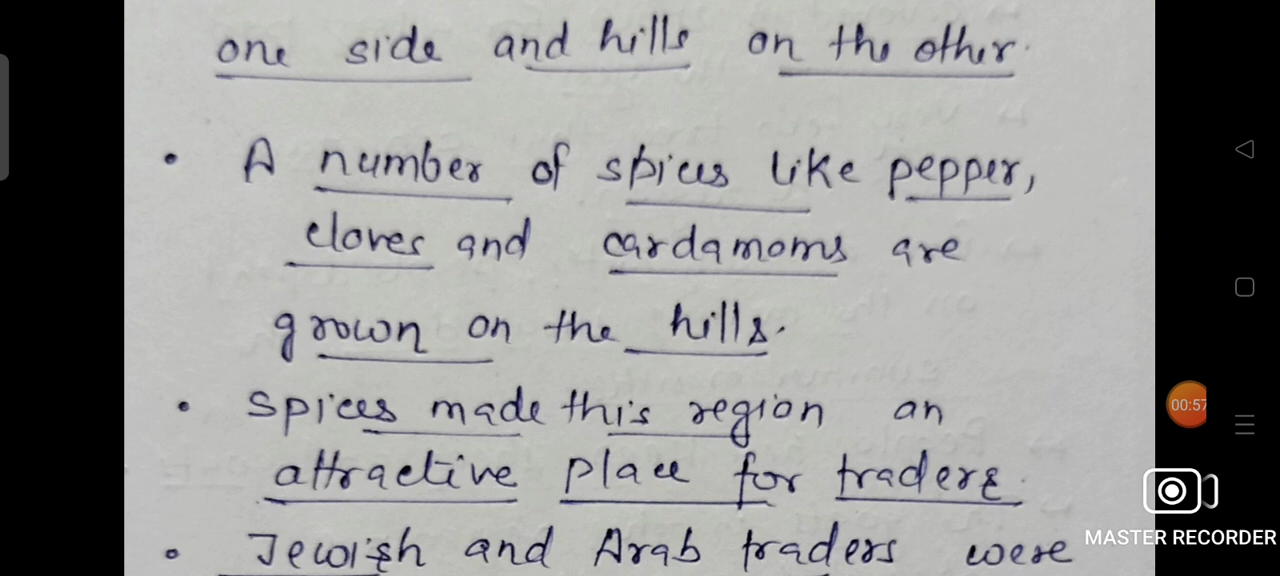 one side and hills on the other.
• A number of spices like pepper,
cloves and cardamoms are
grown on the hills.
• Spices made this region an
attractive place for traders.
• Jewish and Arab traders were
00:57
MASTER RECORDER